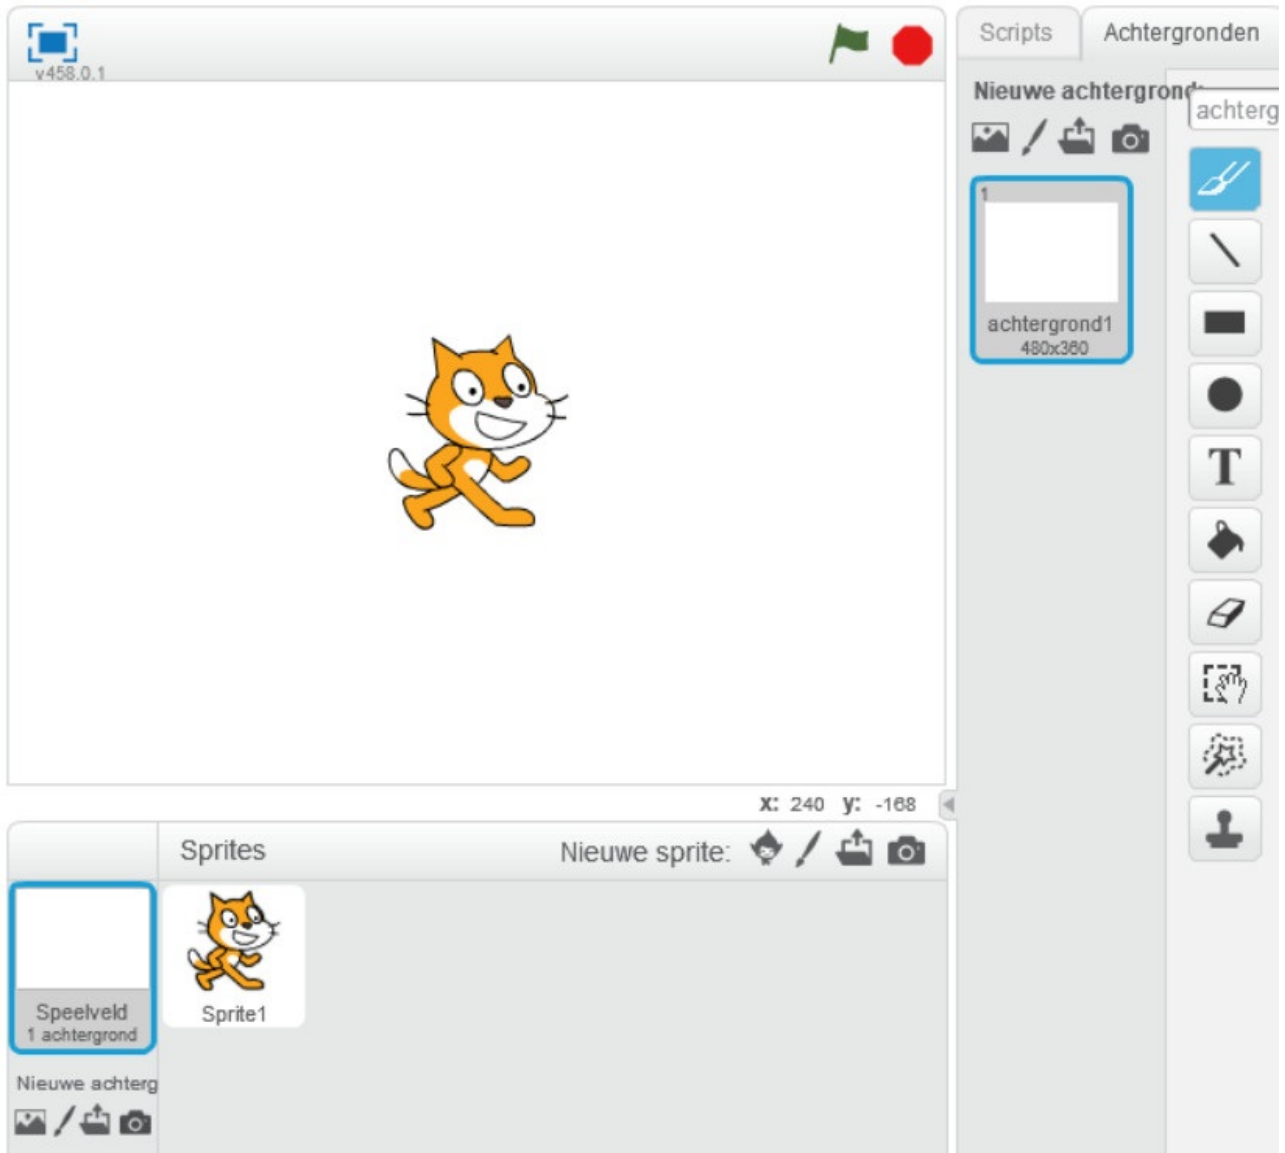 v458.0.1
Scripts
Achtergronden
Nieuwe achtergrond:
achterg
1
achtergrond1
480x360
T
x: 240 y: -168
Sprites
Nieuwe sprite:
Speelveld
1 achtergrond
Sprite1
Nieuwe achterg